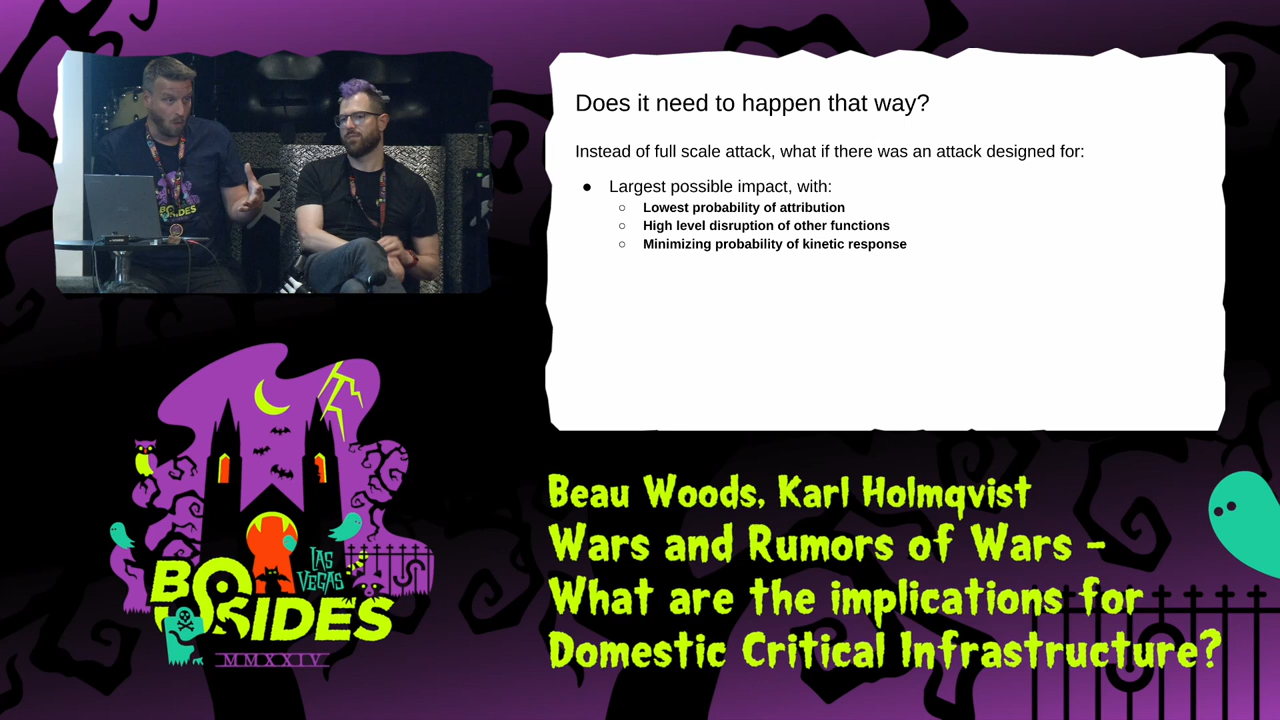 Does it need to happen that way?
Instead of full scale attack, what if there was an attack designed for:
● Largest possible impact, with:
○ Lowest probability of attribution
○ High level disruption of other functions
○ Minimizing probability of kinetic response
BSIDES
LAS
VEGAS
BSIDES
MMXXIV
Beau Woods, Karl Holmqvist
Wars and Rumors of Wars –
What are the implications for
Domestic Critical Infrastructure?